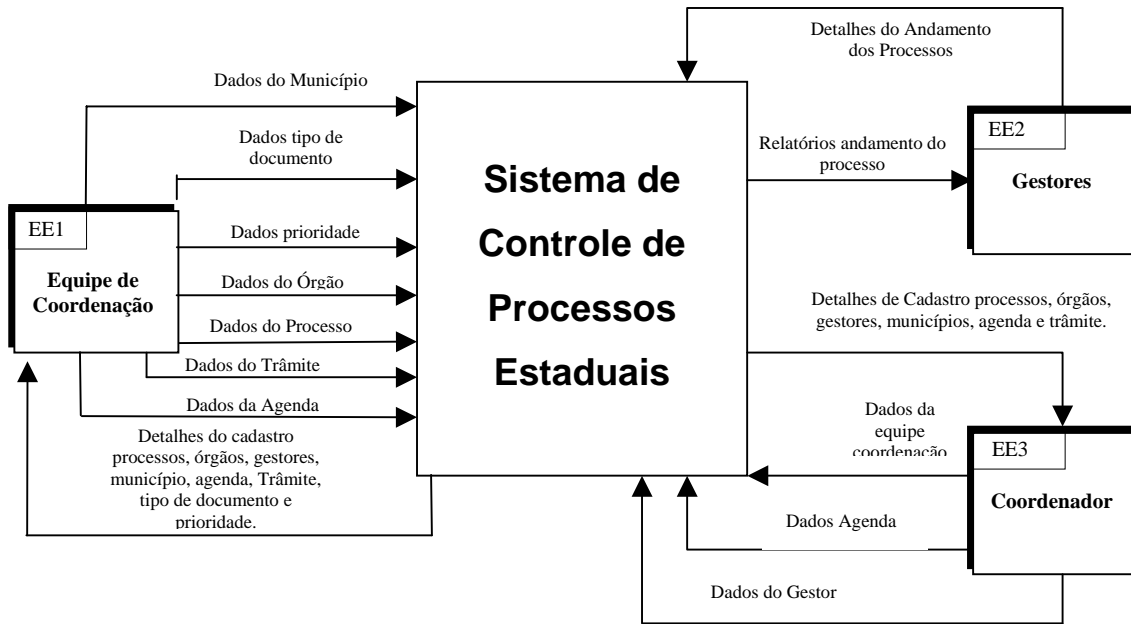 Detalhes do Andamento
dos Processos
Dados do Município
EE2
Gestores
Dados tipo de
documento
Relatórios andamento do
processo
Sistema de
Controle de
Processos
Estaduais
EE1
Equipe de
Coordenação
Dados prioridade
Dados do Órgão
Dados do Processo
Dados do Trâmite
Dados da Agenda
Detalhes do cadastro
processos, órgãos, gestores,
município, agenda, Trâmite,
tipo de documento e
prioridade.
Detalhes de Cadastro processos, órgãos,
gestores, municípios, agenda e trâmite.
Dados da
equipe
coordenação
EE3
Coordenador
Dados Agenda
Dados do Gestor